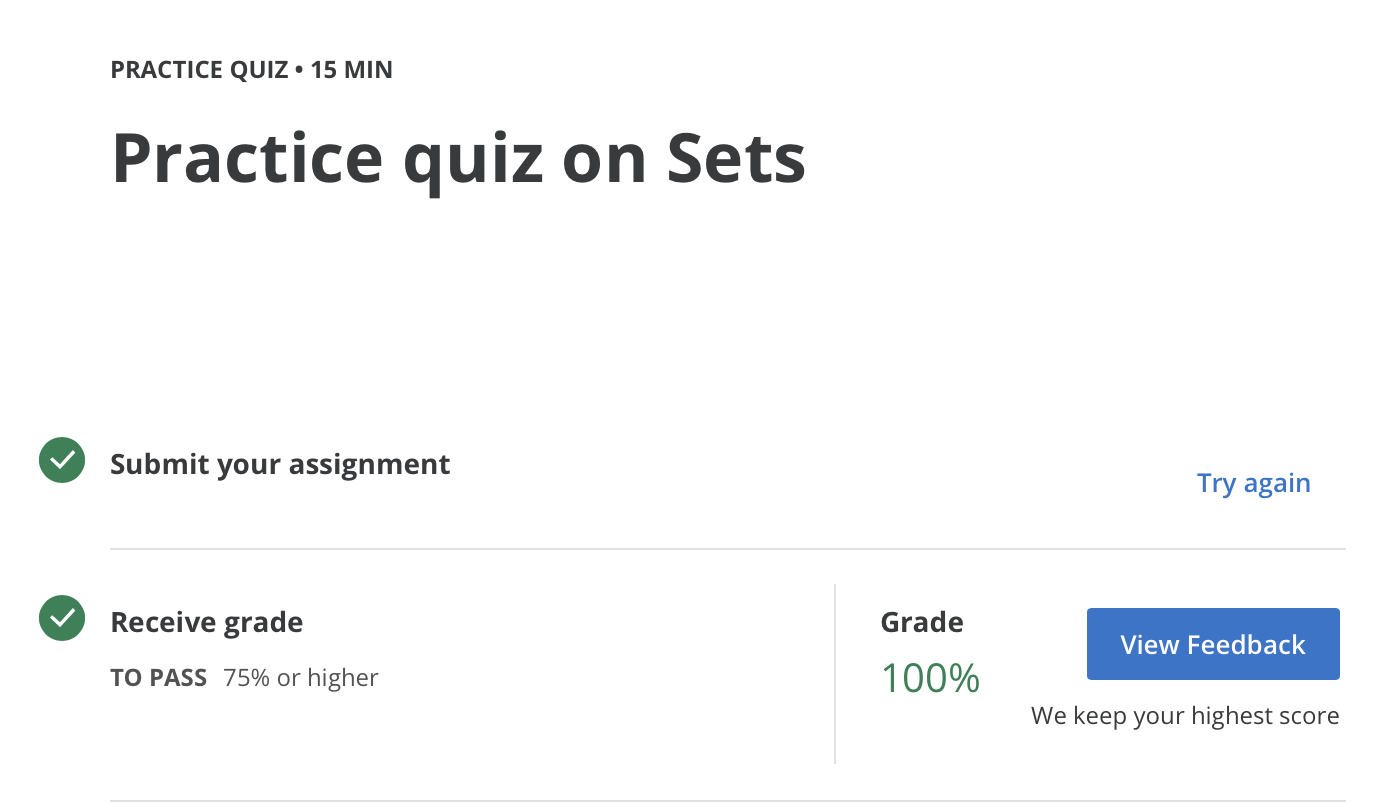 PRACTICE QUIZ • 15 MIN
Practice quiz on Sets
Submit your assignment
Try again
Receive grade
TO PASS 75% or higher
Grade
100%
View Feedback
We keep your highest score